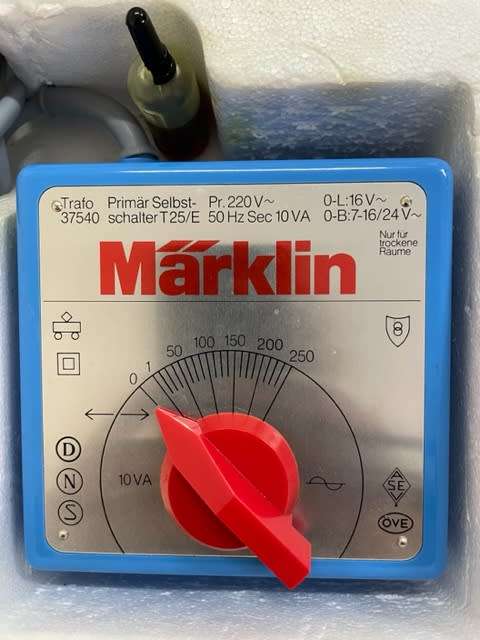 Trafo Primär Selbst- Pr. 220 V~ 0-L:16 V~
37540 schalter T 25/E 50 Hz Sec 10 VA 0-B:7-16/24 V~
Nur für
trockene
Räume
Märklin
0 1 50 100 150 200 250
10 VA
D
N
S
SE
ÖVE